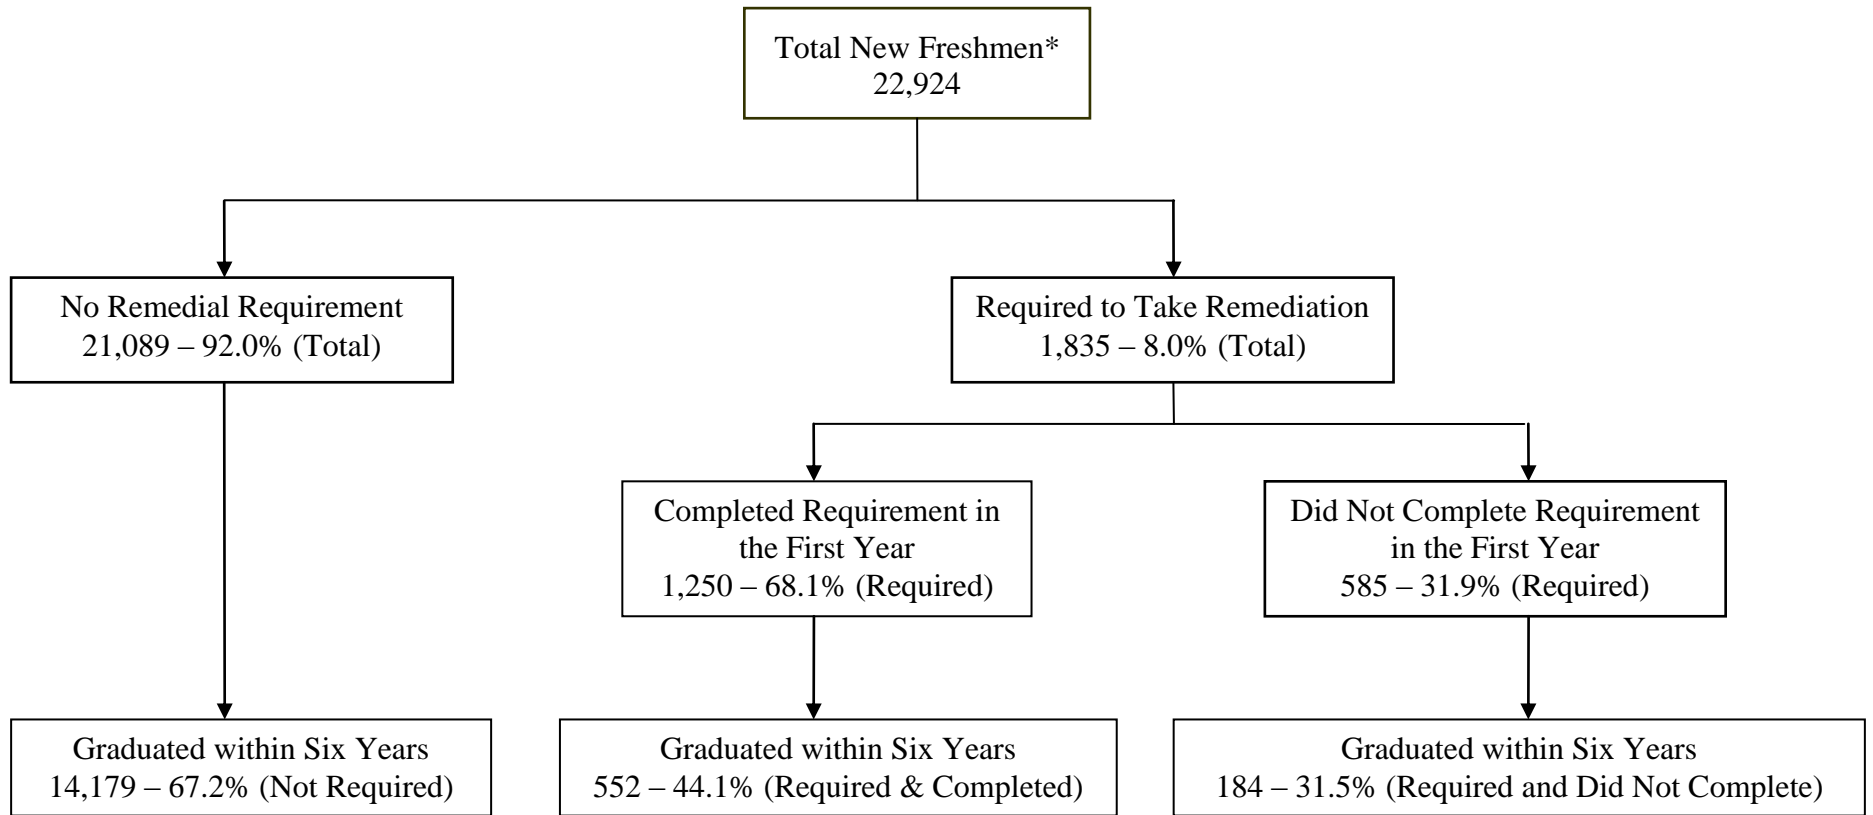 Total New Freshmen*
22,924
No Remedial Requirement
21,089 – 92.0% (Total)
Required to Take Remediation
1,835 – 8.0% (Total)
Completed Requirement in
the First Year
1,250 – 68.1% (Required)
Did Not Complete Requirement
in the First Year
585 – 31.9% (Required)
Graduated within Six Years
14,179 – 67.2% (Not Required)
Graduated within Six Years
552 – 44.1% (Required & Completed)
Graduated within Six Years
184 – 31.5% (Required and Did Not Complete)